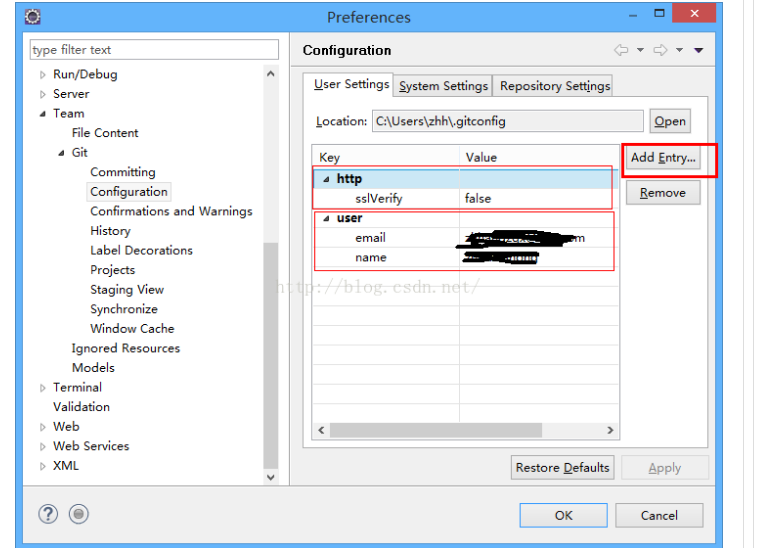 Preferences
type filter text
Run/Debug
Server
Team
File Content
Git
Committing
Configuration
Confirmations and Warnings
History
Label Decorations
Projects
Staging View
Synchronize
Window Cache
Ignored Resources
Models
Terminal
Validation
Web
Web Services
XML
Configuration
User Settings System Settings Repository Settings
Location: C:\Users\zhh\.gitconfig Open
Key Value Add Entry...
http
sslVerify false Remove
user
email
name
http://blog.csdn.net/
Restore Defaults Apply
OK Cancel